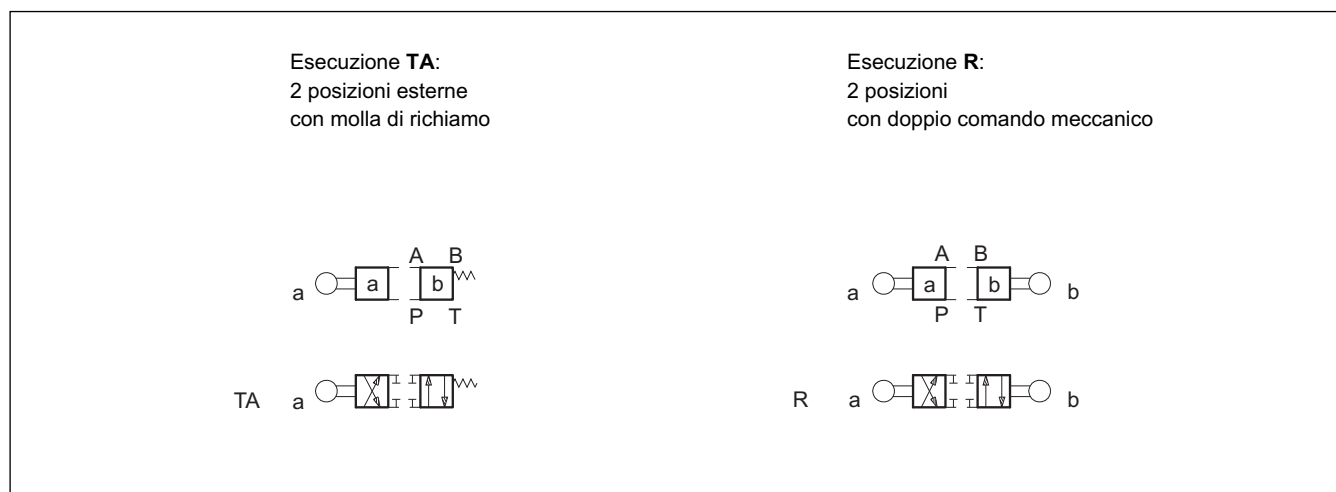 Esecuzione TA:
2 posizioni esterne
con molla di richiamo
Esecuzione R:
2 posizioni
con doppio comando meccanico
A B
a a b
P T
A B
a a b b
P T
TA a
R a b